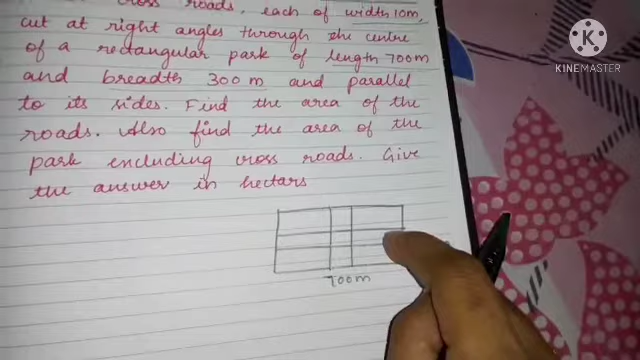 cross roads, each of width 10m,
cut at right angles through the centre
of a rectangular park of length 700m
and breadth 300m and parallel
to its sides. Find the area of the
roads. Also find the area of the
park encluding cross roads. Give
the answer in hectars
700m
KINEMASTER